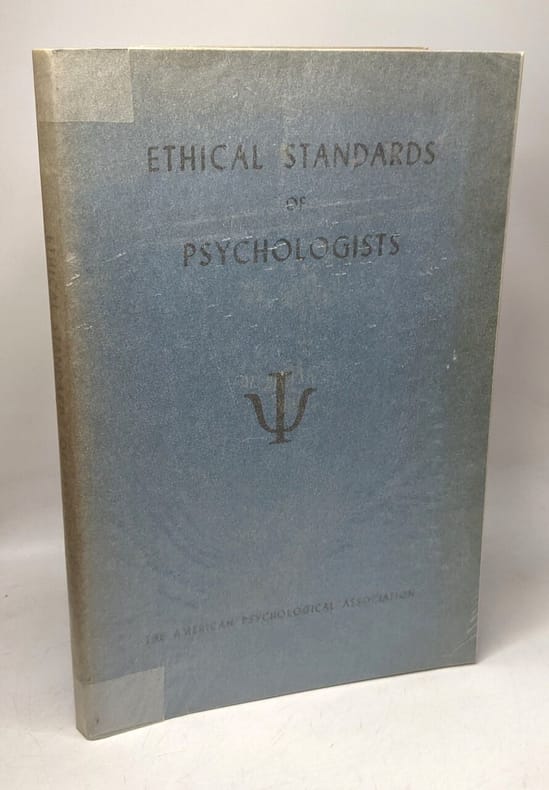 ETHICAL STANDARDS
OF
PSYCHOLOGISTS
Ψ
THE AMERICAN PSYCHOLOGICAL ASSOCIATION